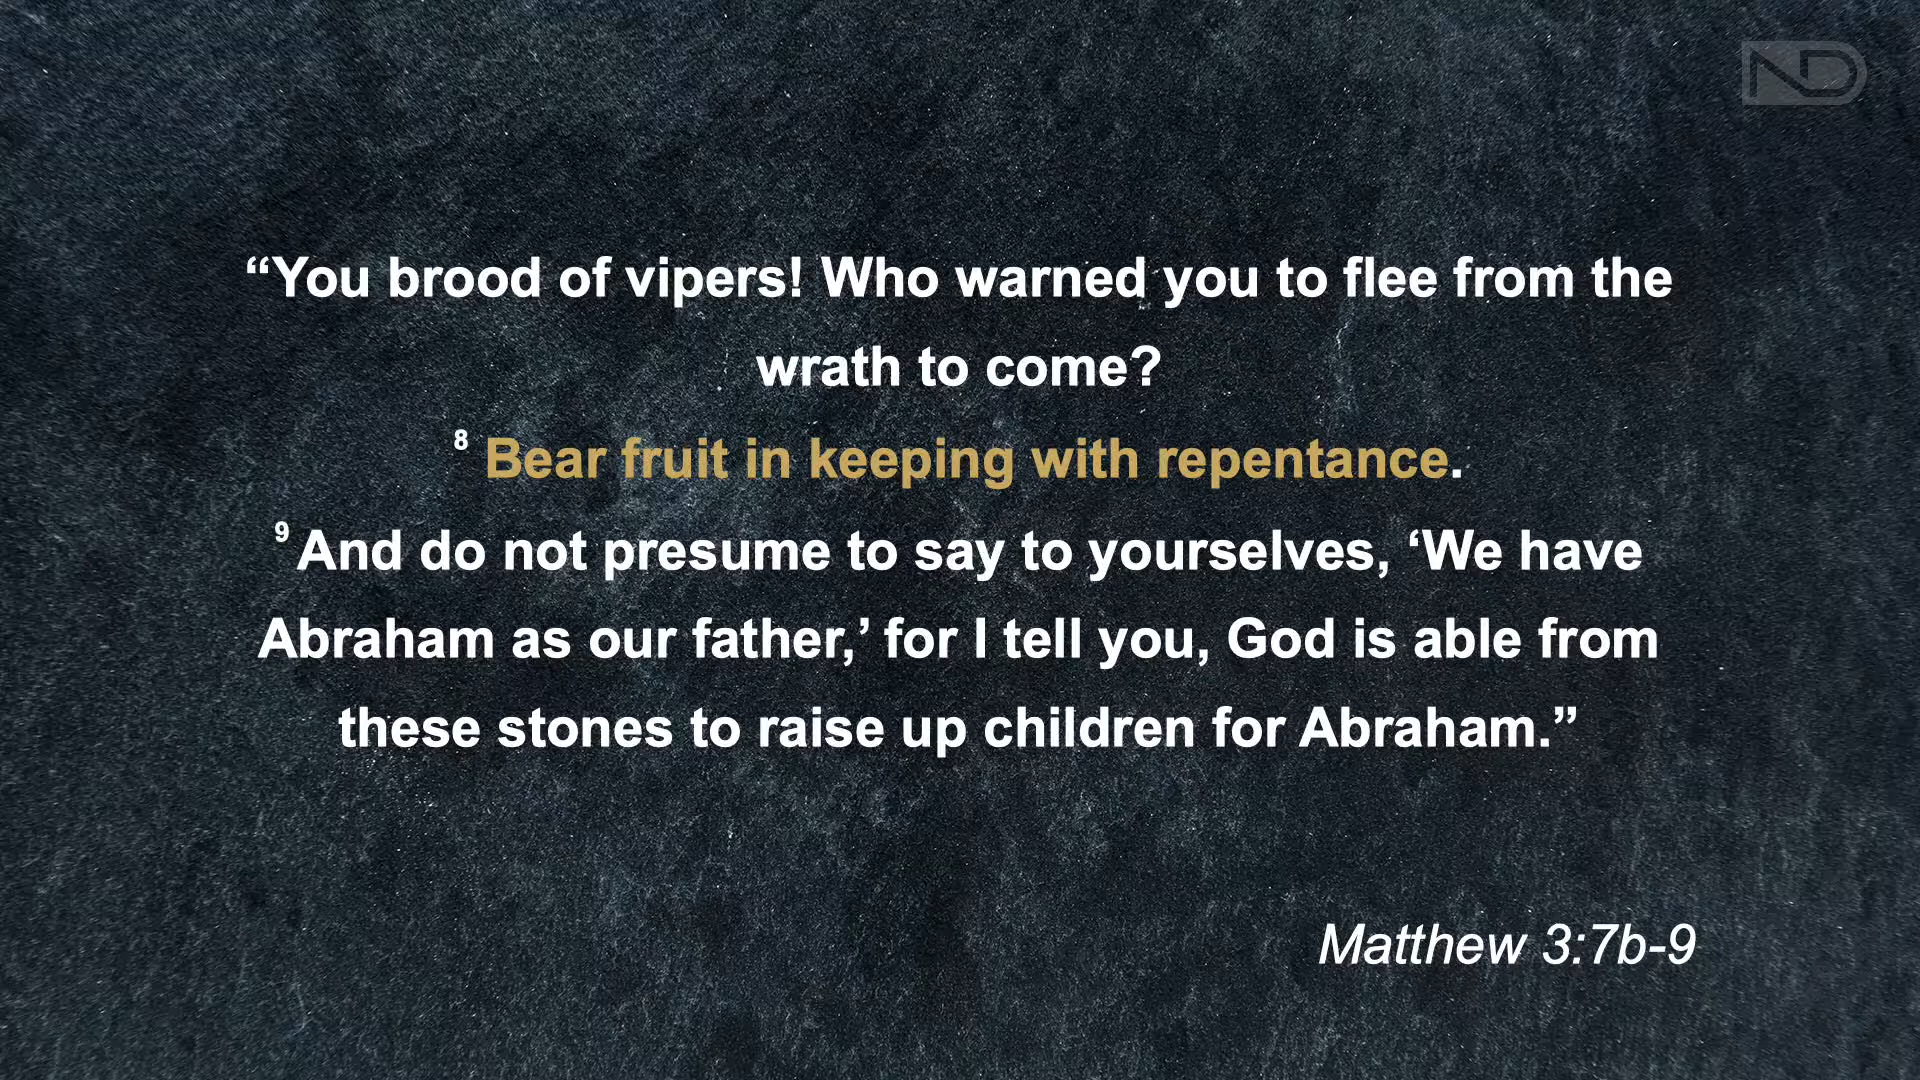 ND
“You brood of vipers! Who warned you to flee from the
wrath to come?
8 Bear fruit in keeping with repentance.
9 And do not presume to say to yourselves, ‘We have
Abraham as our father,’ for I tell you, God is able from
these stones to raise up children for Abraham.”
Matthew 3:7b-9